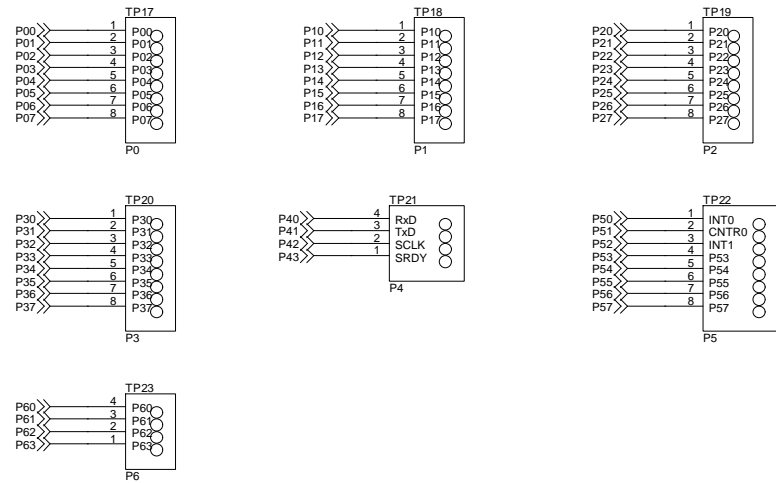 TP17
P00 1 P00
P01 2 P01
P02 3 P02
P03 4 P03
P04 5 P04
P05 6 P05
P06 7 P06
P07 8 P07
P0
TP18
P10 1 P10
P11 2 P11
P12 3 P12
P13 4 P13
P14 5 P14
P15 6 P15
P16 7 P16
P17 8 P17
P1
TP19
P20 1 P20
P21 2 P21
P22 3 P22
P23 4 P23
P24 5 P24
P25 6 P25
P26 7 P26
P27 8 P27
P2
TP20
P30 1 P30
P31 2 P31
P32 3 P32
P33 4 P33
P34 5 P34
P35 6 P35
P36 7 P36
P37 8 P37
P3
TP21
P40 4 RxD
P41 3 TxD
P42 2 SCLK
P43 1 SRDY
P4
TP22
P50 1 INT0
P51 2 CNTR0
P52 3 INT1
P53 4 P53
P54 5 P54
P55 6 P55
P56 7 P56
P57 8 P57
P5
TP23
P60 4 P60
P61 3 P61
P62 2 P62
P63 1 P63
P6